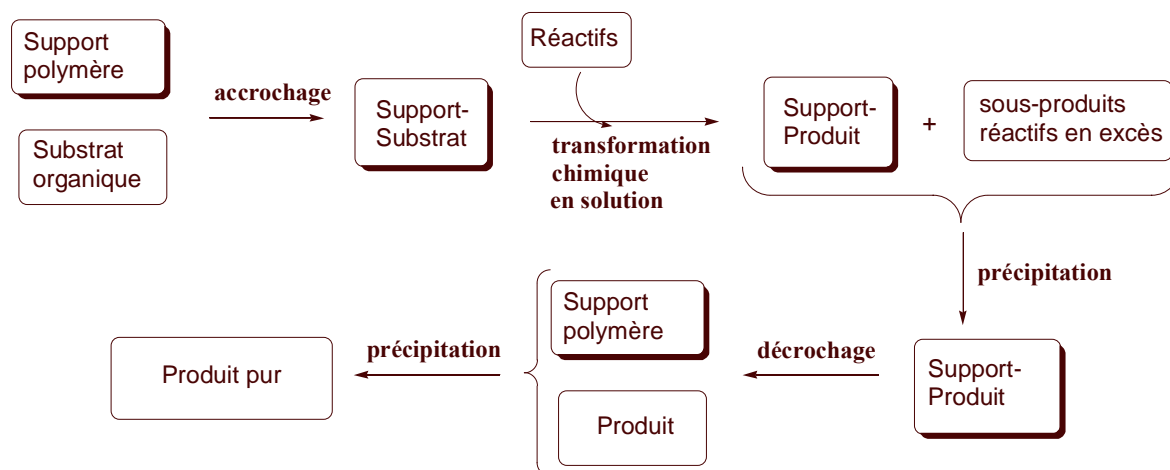 Support
polymère
Substrat
organique
accrochage
Support-
Substrat
Réactifs
transformation
chimique
en solution
Support-
Produit
+
sous-produits
réactifs en excès
précipitation
Support-
Produit
décrochage
Support
polymère
Produit
précipitation
Produit pur